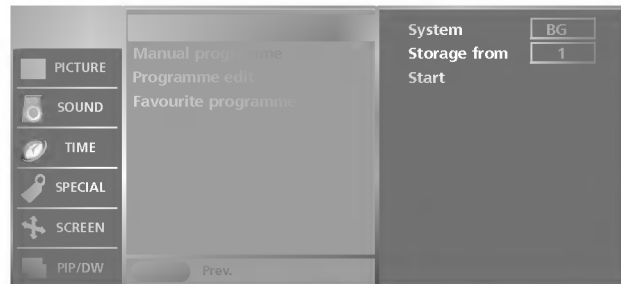 PICTURE
SOUND
TIME
SPECIAL
SCREEN
PIP/DW
Manual programme
Programme edit
Favourite programme
Prev.
System BG
Storage from 1
Start